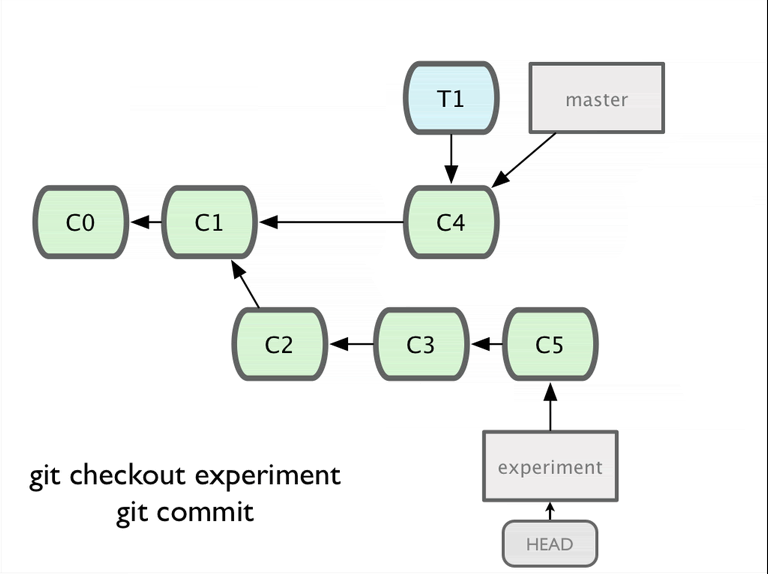 T1
master
C0
C1
C4
C2
C3
C5
experiment
git checkout experiment
git commit
HEAD